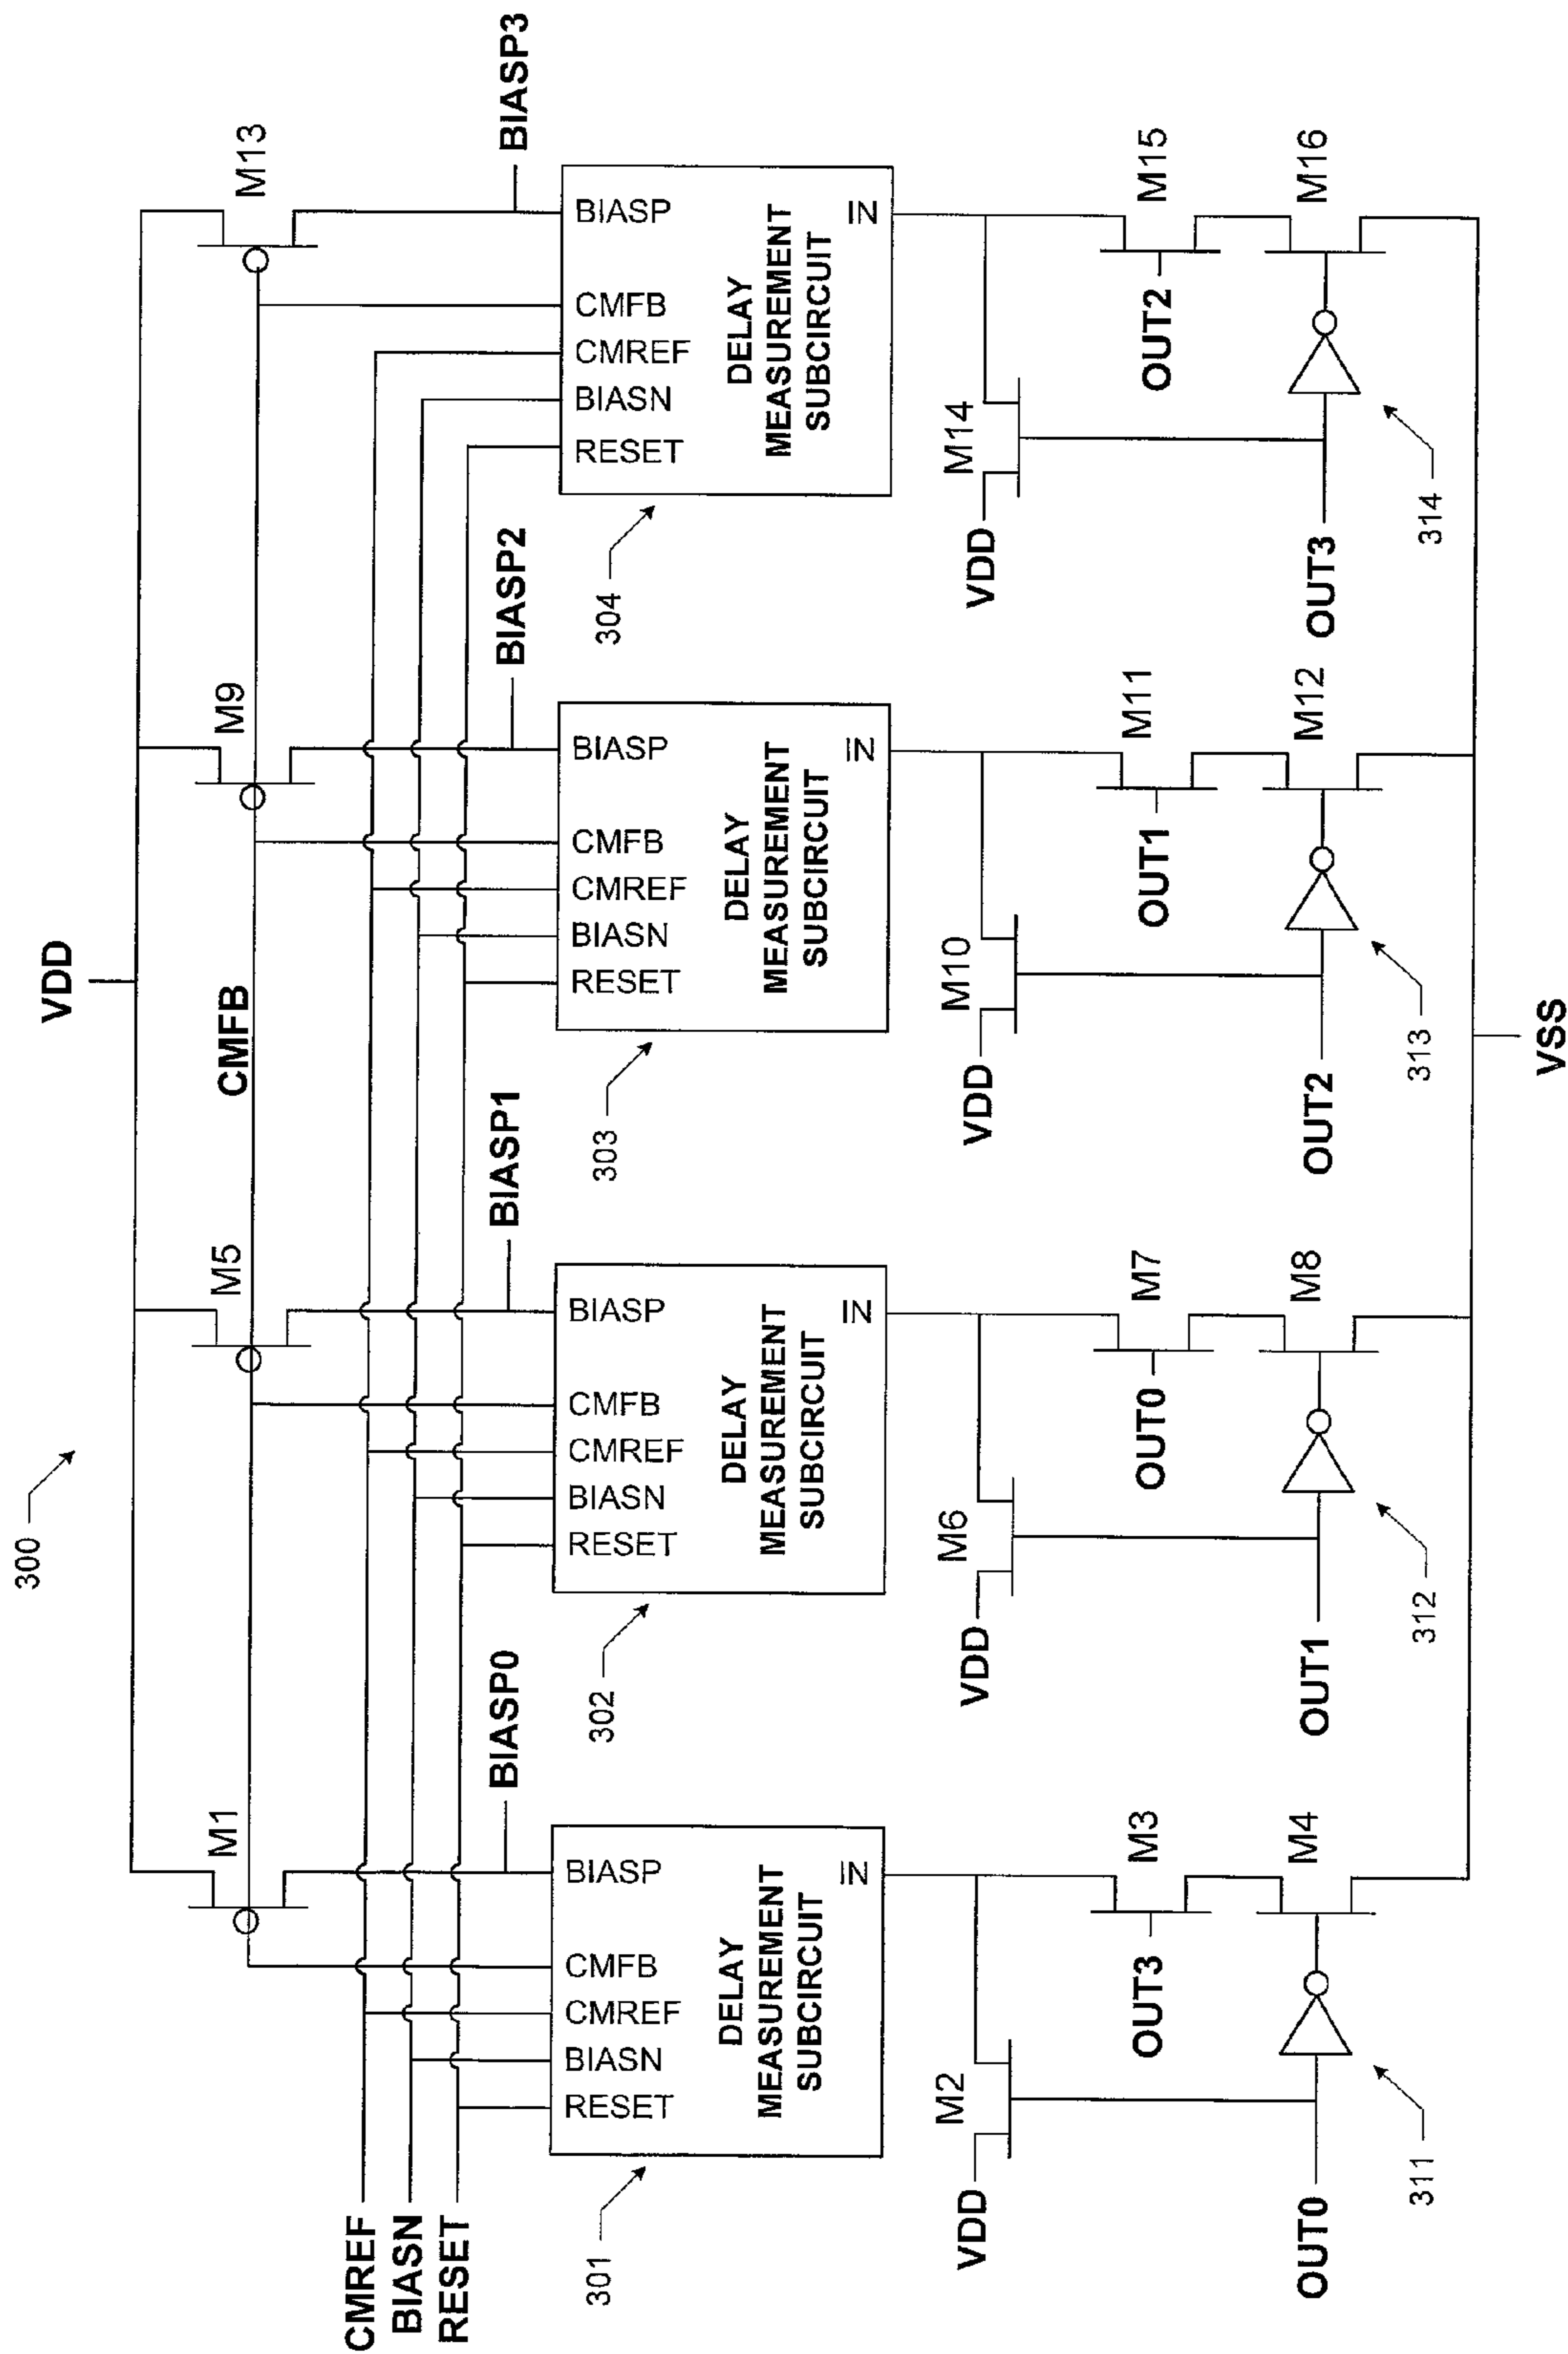 300
VDD
M1
M5
M9
M13
CMFB
CMREF
BIASN
RESET
BIASP0
BIASP1
BIASP2
BIASP3
301
RESET
BIASN
CMREF
CMFB
BIASP
DELAY
MEASUREMENT
SUBCIRCUIT
IN
302
RESET
BIASN
CMREF
CMFB
BIASP
DELAY
MEASUREMENT
SUBCIRCUIT
IN
303
RESET
BIASN
CMREF
CMFB
BIASP
DELAY
MEASUREMENT
SUBCIRCUIT
IN
304
RESET
BIASN
CMREF
CMFB
BIASP
DELAY
MEASUREMENT
SUBCIRCUIT
IN
VDD
M2
OUT3
M3
OUT0
M4
311
VDD
M6
OUT0
M7
OUT1
M8
312
VDD
M10
OUT1
M11
OUT2
M12
313
VDD
M14
OUT2
M15
OUT3
M16
314
VSS